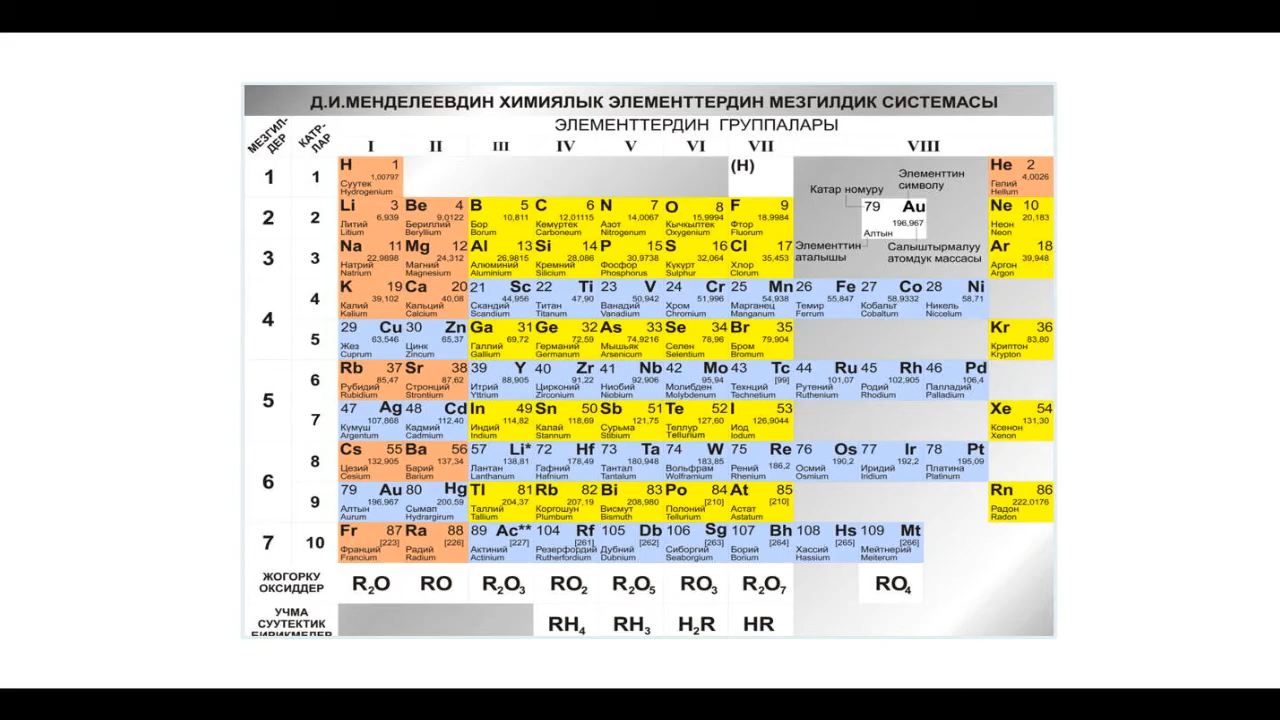 Д.И.МЕНДЕЛЕЕВДИН ХИМИЯЛЫК ЭЛЕМЕНТТЕРДИН МЕЗГИЛДИК СИСТЕМАСЫ
ЭЛЕМЕНТТЕРДИН ГРУППАЛАРЫ
МЕЗГИЛ-ДЕР КАТР-ЛАР I II III IV V VI VII VIII
1 1 H 1 1,00797 Суутек Hydrogenium (H) He 2 4,0026 Гелий Hellum
Катар номуру
Элементтин символу
79 Au 196,967 Алтын
Элементтин аталышы
Салыштырмалуу атомдук массасы
2 2 Li 3 6,939 Литий Litium Be 4 9,0122 Бериллий Beryllium B 5 10,811 Бор Borum C 6 12,01115 Көмүртек Carboneum N 7 14,0067 Азот Nitrogenium O 8 15,9994 Кычкылтек Oxygenium F 9 18,9984 Фтор Fluorum Ne 10 20,183 Неон Neon
3 3 Na 11 22,9898 Натрий Natrium Mg 12 24,312 Магний Magnesium Al 13 26,9815 Алюминий Aluminium Si 14 28,086 Кремний Silicium P 15 30,9738 Фосфор Phosphorus S 16 32,064 Күкүрт Sulphur Cl 17 35,453 Хлор Clorum Ar 18 39,948 Аргон Argon
4 4 K 19 39,102 Калий Kalium Ca 20 40,08 Кальций Calcium 21 Sc 44,956 Скандий Scandium 22 Ti 47,90 Титан Titanum 23 V 50,942 Ванадий Vanadium 24 Cr 51,996 Хром Chromium 25 Mn 54,938 Марганец Manganum 26 Fe 55,847 Темир Ferrum 27 Co 58,9332 Кобальт Cobaltum 28 Ni 58,71 Никель Niccelum
5 29 Cu 63,546 Жез Cuprum 30 Zn 65,37 Цинк Zincum Ga 31 69,72 Галлий Gallium Ge 32 72,59 Германий Germanum As 33 74,9216 Мышьяк Arsenicum Se 34 78,96 Селен Selentium Br 35 79,904 Бром Bromum Kr 36 83,80 Криптон Krypton
5 6 Rb 37 85,47 Рубидий Rubidium Sr 38 87,62 Стронций Strontium 39 Y 88,905 Итрий Yttrium 40 Zr 91,22 Цирконий Zirconium 41 Nb 92,906 Ниобий Niobium 42 Mo 95,94 Молибден Molybdenum 43 Tc [99] Технций Technetium 44 Ru 101,07 Рутений Ruthenium 45 Rh 102,905 Родий Rhodium 46 Pd 106,4 Палладий Palladium
7 47 Ag 107,868 Күмүш Argentum 48 Cd 112,40 Кадмий Cadmium In 49 114,82 Индий Indium Sn 50 118,69 Калай Stannum Sb 51 121,75 Сурьма Stibium Te 52 127,60 Теллур Tellurium I 53 126,9044 Иод Iodum Xe 54 131,30 Ксенон Xenon
6 8 Cs 55 132,905 Цезий Cesium Ba 56 137,34 Барий Barium 57 Li* 138,81 Лантан Lanthanum 72 Hf 178,49 Гафний Hafnium 73 Ta 180,948 Тантал Tantalum 74 W 183,85 Вольфрам Wolframium 75 Re 186,2 Рений Rhenium 76 Os 190,2 Осмий Osmium 77 Ir 192,2 Иридий Iridium 78 Pt 195,09 Платина Platinum
9 79 Au 196,967 Алтын Aurum 80 Hg 200,59 Сымап Hydrargirum Tl 81 204,37 Таллий Tallium Rb 82 207,19 Коргошун Plumbum Bi 83 208,980 Висмут Bismuth Po 84 [210] Полоний Tellurium At 85 [210] Астат Astatum Rn 86 222,0176 Радон Radon
7 10 Fr 87 [223] Франций Francium Ra 88 [226] Радий Radium 89 Ac** [227] Актиний Actinium 104 Rf [261] Резерфордий Rutherfordium 105 Db [262] Дубний Dubnium 106 Sg [263] Сиборгий Seaborgium 107 Bh [264] Борий Borium 108 Hs [265] Хассий Hassium 109 Mt [266] Мейтнерий Meiterium
ЖОГОРКУ ОКСИДДЕР R₂O RO R₂O₃ RO₂ R₂O₅ RO₃ R₂O₇ RO₄
УЧМА СУУТЕКТИК БИРИКМЕЛЕР RH₄ RH₃ H₂R HR